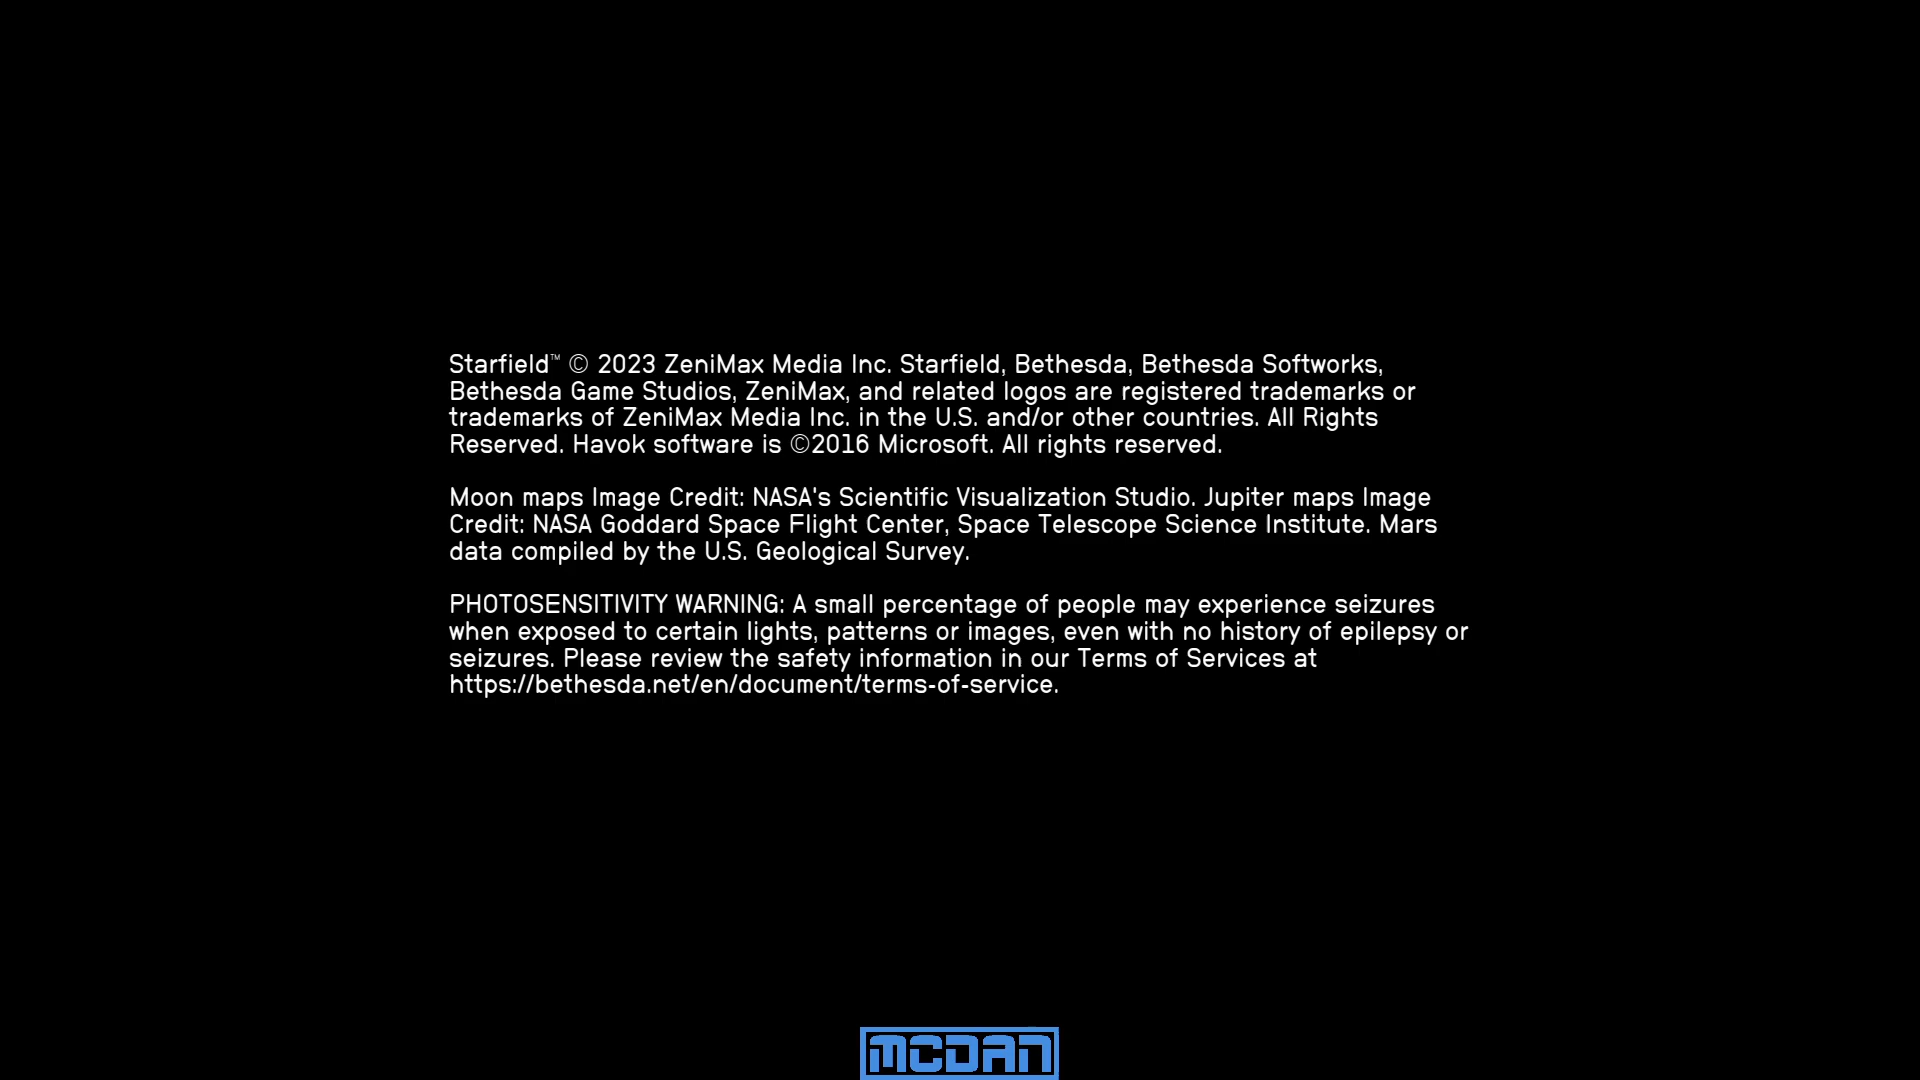 Starfield™ © 2023 ZeniMax Media Inc. Starfield, Bethesda, Bethesda Softworks,
Bethesda Game Studios, ZeniMax, and related logos are registered trademarks or
trademarks of ZeniMax Media Inc. in the U.S. and/or other countries. All Rights
Reserved. Havok software is ©2016 Microsoft. All rights reserved.
Moon maps Image Credit: NASA's Scientific Visualization Studio. Jupiter maps Image
Credit: NASA Goddard Space Flight Center, Space Telescope Science Institute. Mars
data compiled by the U.S. Geological Survey.
PHOTOSENSITIVITY WARNING: A small percentage of people may experience seizures
when exposed to certain lights, patterns or images, even with no history of epilepsy or
seizures. Please review the safety information in our Terms of Services at
https://bethesda.net/en/document/terms-of-service.
MCDAN